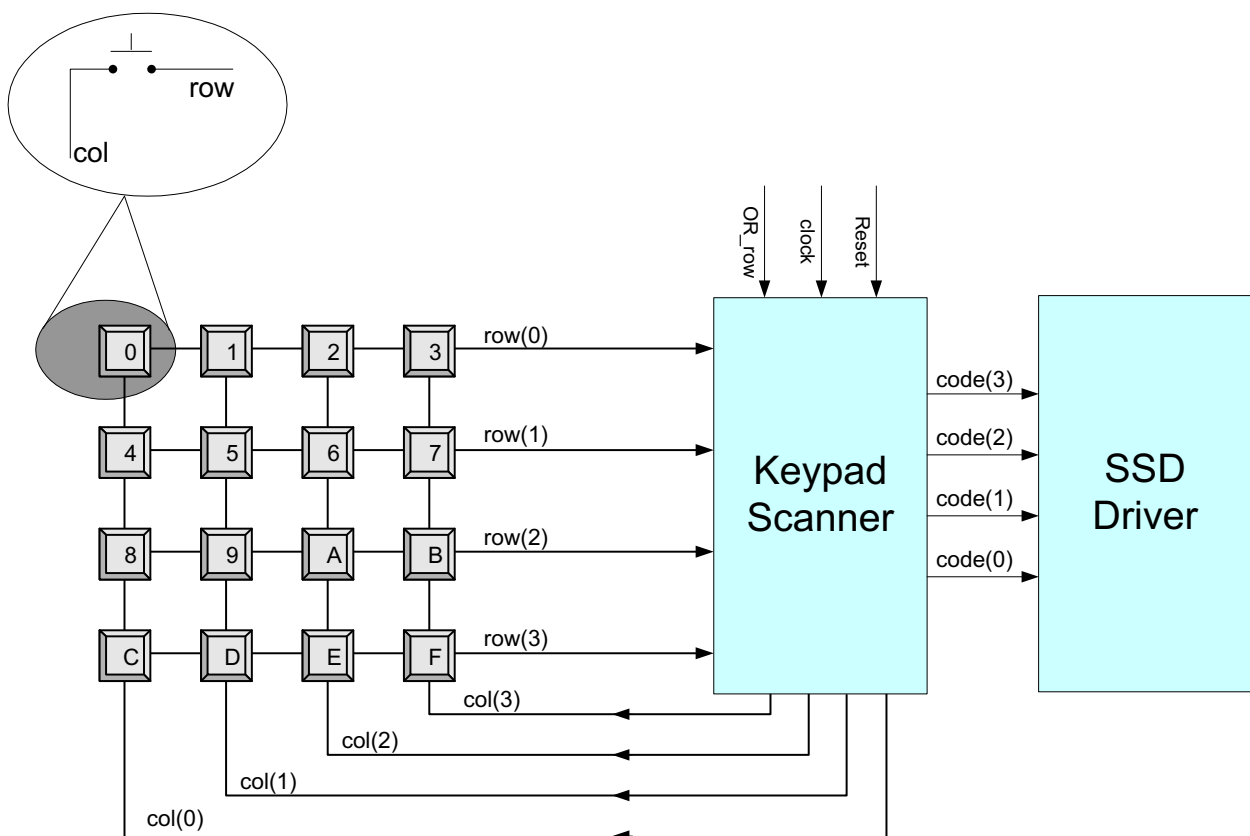 row
col
OR_row
clock
Reset
0 1 2 3 row(0)
4 5 6 7 row(1)
8 9 A B row(2)
C D E F row(3)
Keypad
Scanner
code(3)
code(2)
code(1)
code(0)
SSD
Driver
col(3)
col(2)
col(1)
col(0)